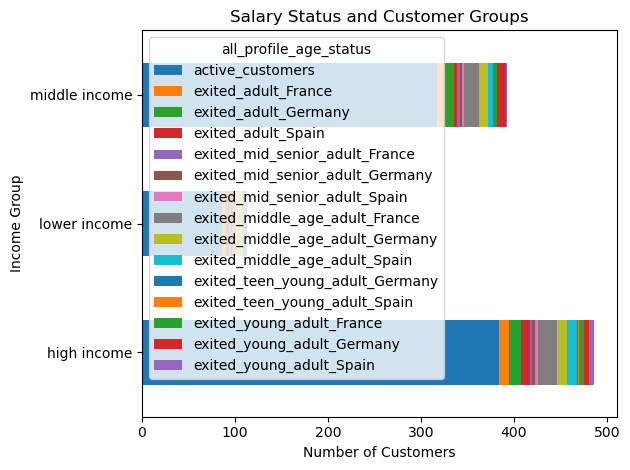 Salary Status and Customer Groups
all_profile_age_status
active_customers
exited_adult_France
exited_adult_Germany
exited_adult_Spain
exited_mid_senior_adult_France
exited_mid_senior_adult_Germany
exited_mid_senior_adult_Spain
exited_middle_age_adult_France
exited_middle_age_adult_Germany
exited_middle_age_adult_Spain
exited_teen_young_adult_Germany
exited_teen_young_adult_Spain
exited_young_adult_France
exited_young_adult_Germany
exited_young_adult_Spain
Income Group
middle income
lower income
high income
0 100 200 300 400 500
Number of Customers